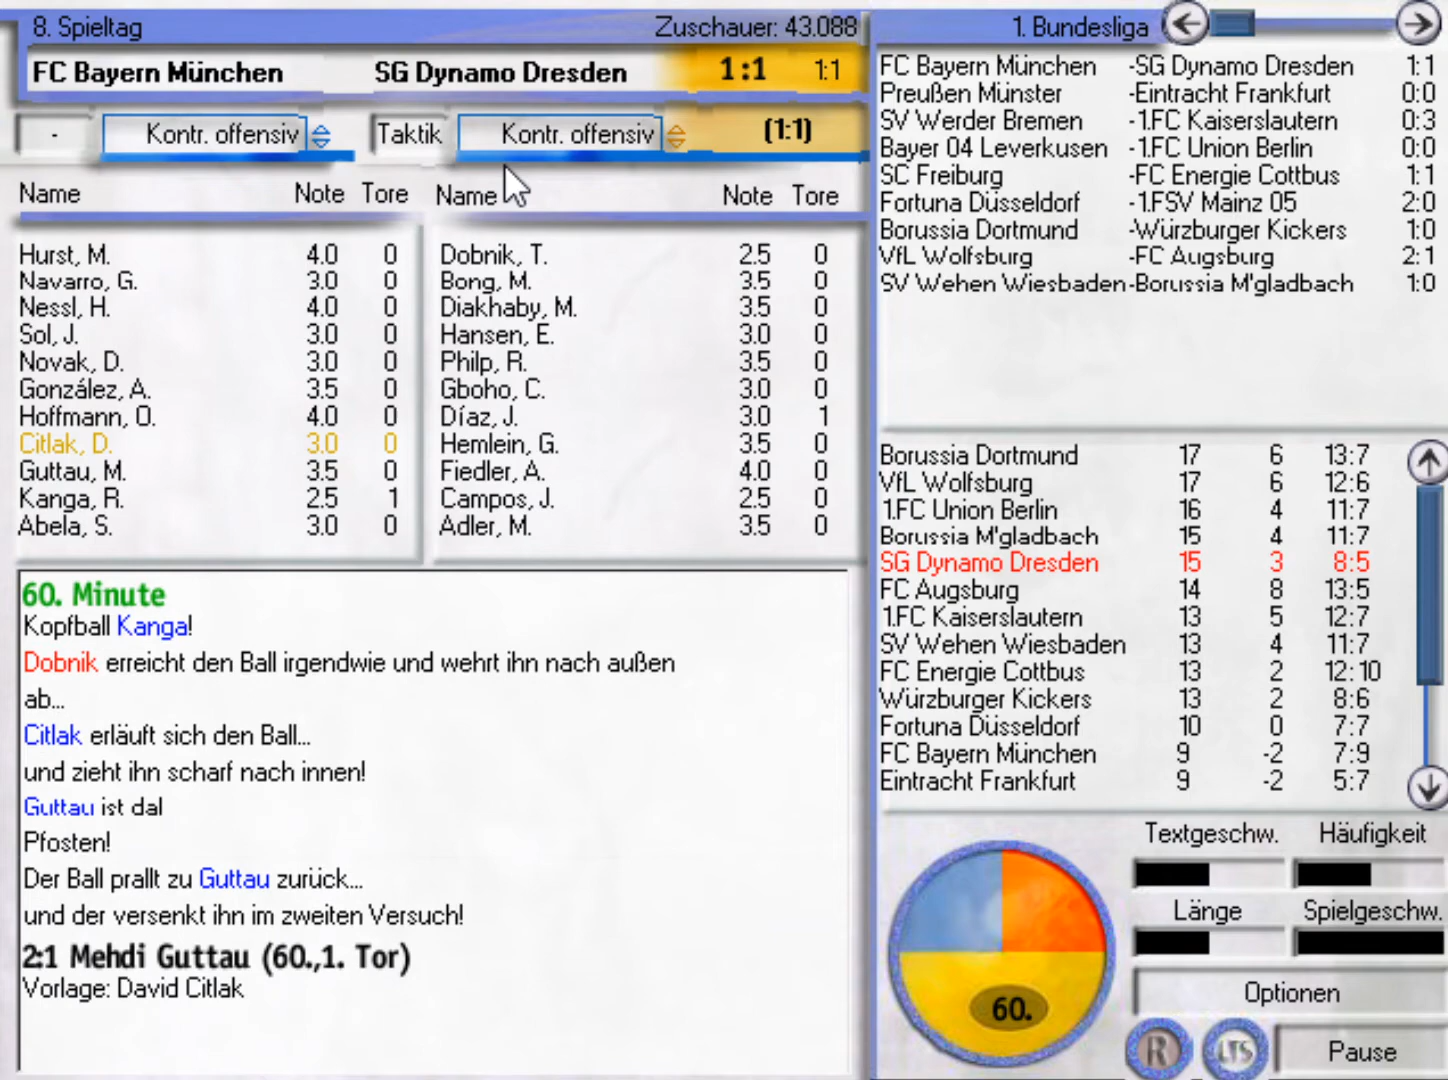 8. Spieltag Zuschauer: 43.088
FC Bayern München SG Dynamo Dresden 1:1 1:1
- Kontr. offensiv Taktik Kontr. offensiv (1:1)
Name Note Tore Name Note Tore
Hurst, M. 4.0 0 Dobnik, T. 2.5 0
Navarro, G. 3.0 0 Bong, M. 3.5 0
Nessl, H. 4.0 0 Diakhaby, M. 3.5 0
Sol, J. 3.0 0 Hansen, E. 3.0 0
Novak, D. 3.0 0 Philp, R. 3.5 0
González, A. 3.5 0 Gboho, C. 3.0 0
Hoffmann, O. 4.0 0 Díaz, J. 3.0 1
Citlak, D. 3.0 0 Hemlein, G. 3.5 0
Guttau, M. 3.5 0 Fiedler, A. 4.0 0
Kanga, R. 2.5 1 Campos, J. 2.5 0
Abela, S. 3.0 0 Adler, M. 3.5 0
60. Minute
Kopfball Kanga!
Dobnik erreicht den Ball irgendwie und wehrt ihn nach außen
ab...
Citlak erläuft sich den Ball...
und zieht ihn scharf nach innen!
Guttau ist da!
Pfosten!
Der Ball prallt zu Guttau zurück...
und der versenkt ihn im zweiten Versuch!
2:1 Mehdi Guttau (60.,1. Tor)
Vorlage: David Citlak
1. Bundesliga
FC Bayern München -SG Dynamo Dresden 1:1
Preußen Münster -Eintracht Frankfurt 0:0
SV Werder Bremen -1.FC Kaiserslautern 0:3
Bayer 04 Leverkusen -1.FC Union Berlin 0:0
SC Freiburg -FC Energie Cottbus 1:1
Fortuna Düsseldorf -1.FSV Mainz 05 2:0
Borussia Dortmund -Würzburger Kickers 1:0
VfL Wolfsburg -FC Augsburg 2:1
SV Wehen Wiesbaden -Borussia M'gladbach 1:0
Borussia Dortmund 17 6 13:7
VfL Wolfsburg 17 6 12:6
1.FC Union Berlin 16 4 11:7
Borussia M'gladbach 15 4 11:7
SG Dynamo Dresden 15 3 8:5
FC Augsburg 14 8 13:5
1.FC Kaiserslautern 13 5 12:7
SV Wehen Wiesbaden 13 4 11:7
FC Energie Cottbus 13 2 12:10
Würzburger Kickers 13 2 8:6
Fortuna Düsseldorf 10 0 7:7
FC Bayern München 9 -2 7:9
Eintracht Frankfurt 9 -2 5:7
Textgeschw. Häufigkeit
Länge Spielgeschw.
60.
Optionen
R LTS Pause